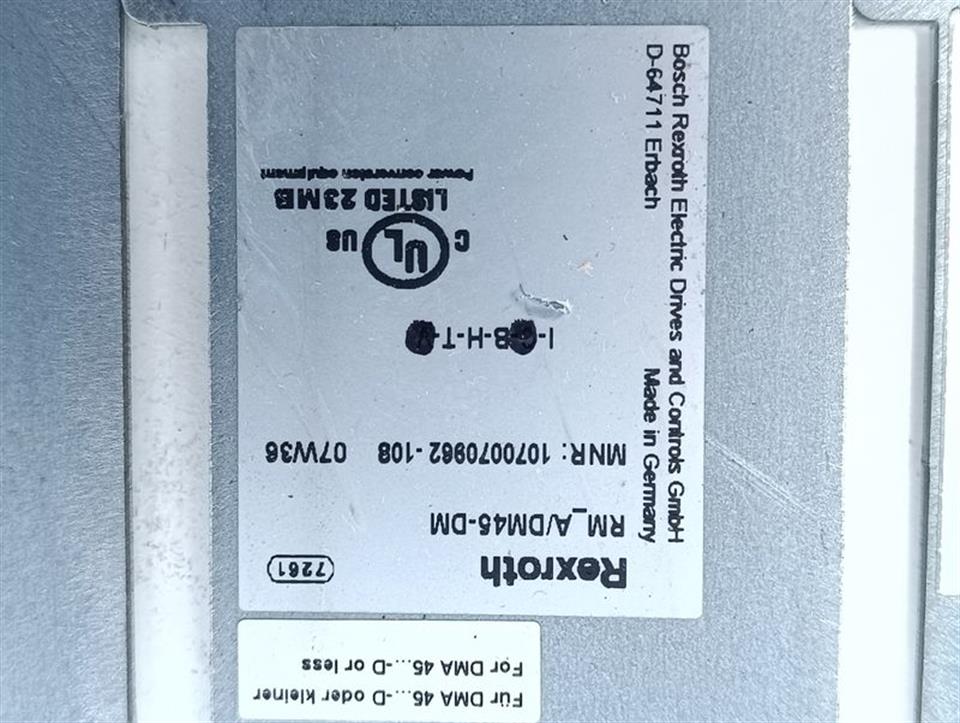 Rexroth
7261
RM_A/DM45-DM
MNR: 1070070962-108 07W36
I- -B-H-T-
C UL US
LISTED 23MB
Power conversion equipment
Bosch Rexroth Electric Drives and Controls GmbH
D-64711 Erbach Made in Germany
Für DMA 45...-D oder kleiner
For DMA 45...-D or less